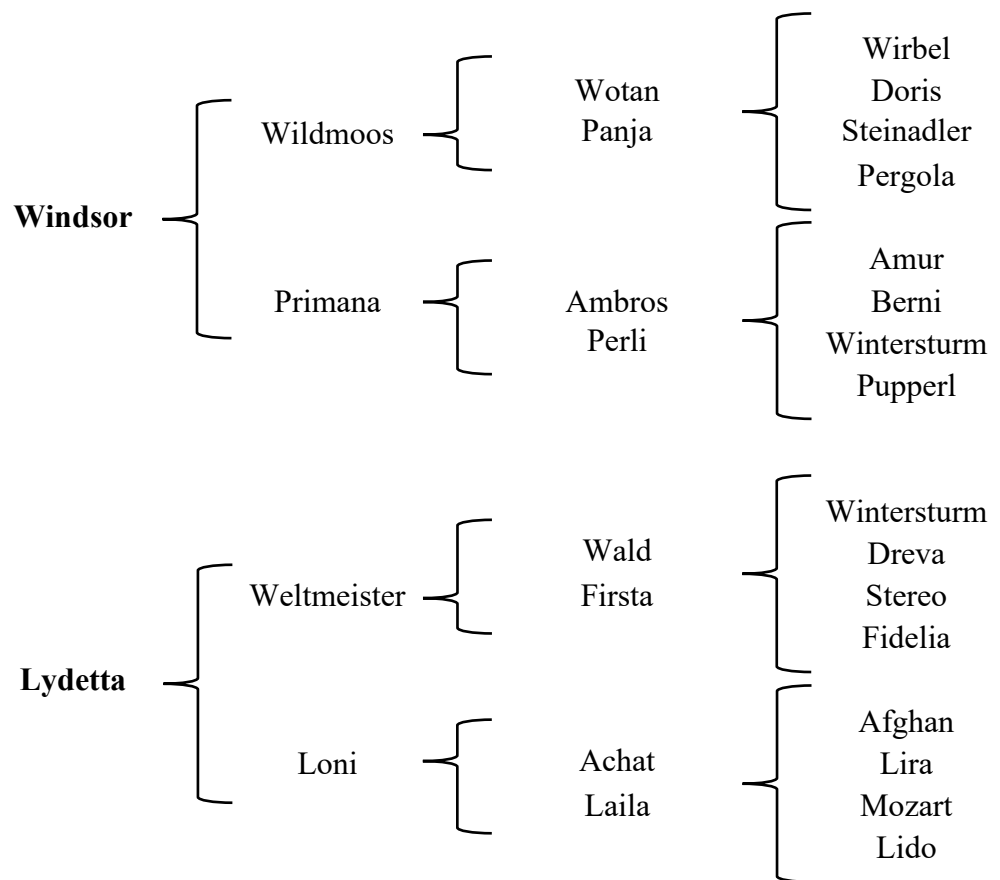 Windsor
Wildmoos
Wotan
Panja
Wirbel
Doris
Steinadler
Pergola
Primana
Ambros
Perli
Amur
Berni
Wintersturm
Pupperl
Lydetta
Weltmeister
Wald
Firsta
Wintersturm
Dreva
Stereo
Fidelia
Loni
Achat
Laila
Afghan
Lira
Mozart
Lido